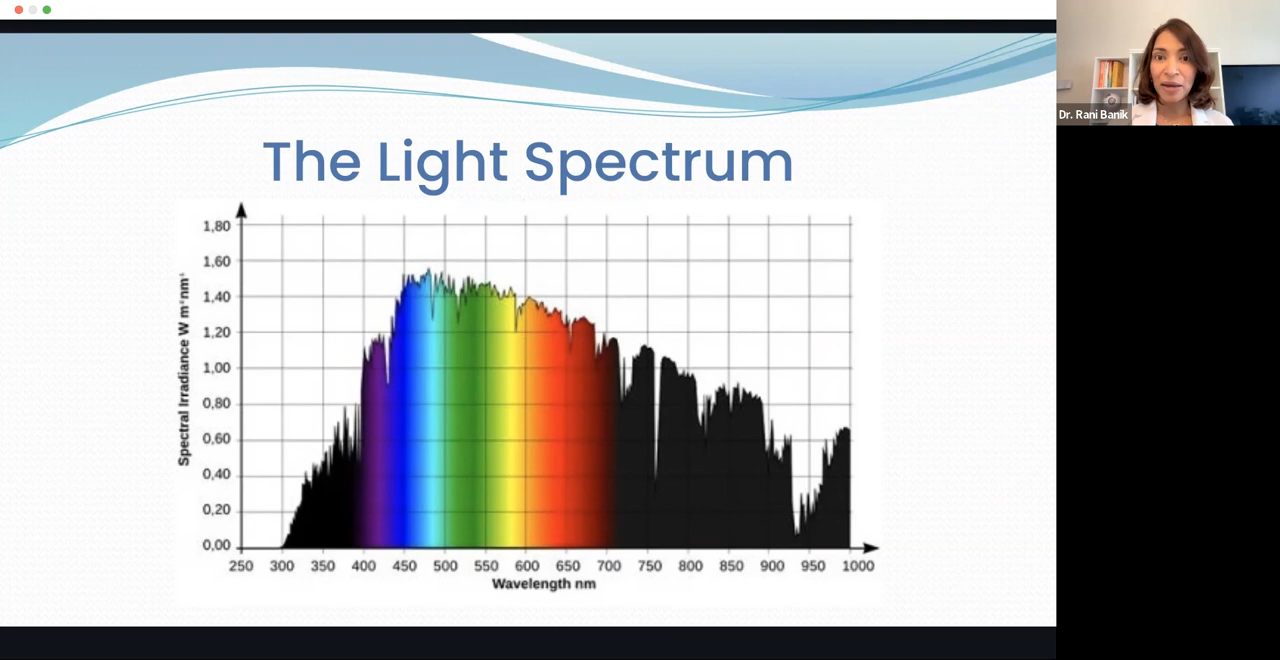 The Light Spectrum
Dr. Rani Banik
1,80
1,60
1,40
1,20
1,00
0,80
0,60
0,40
0,20
0,00
Spectral Irradiance W m⁻²nm⁻¹
250 300 350 400 450 500 550 600 650 700 750 800 850 900 950 1000
Wavelength nm